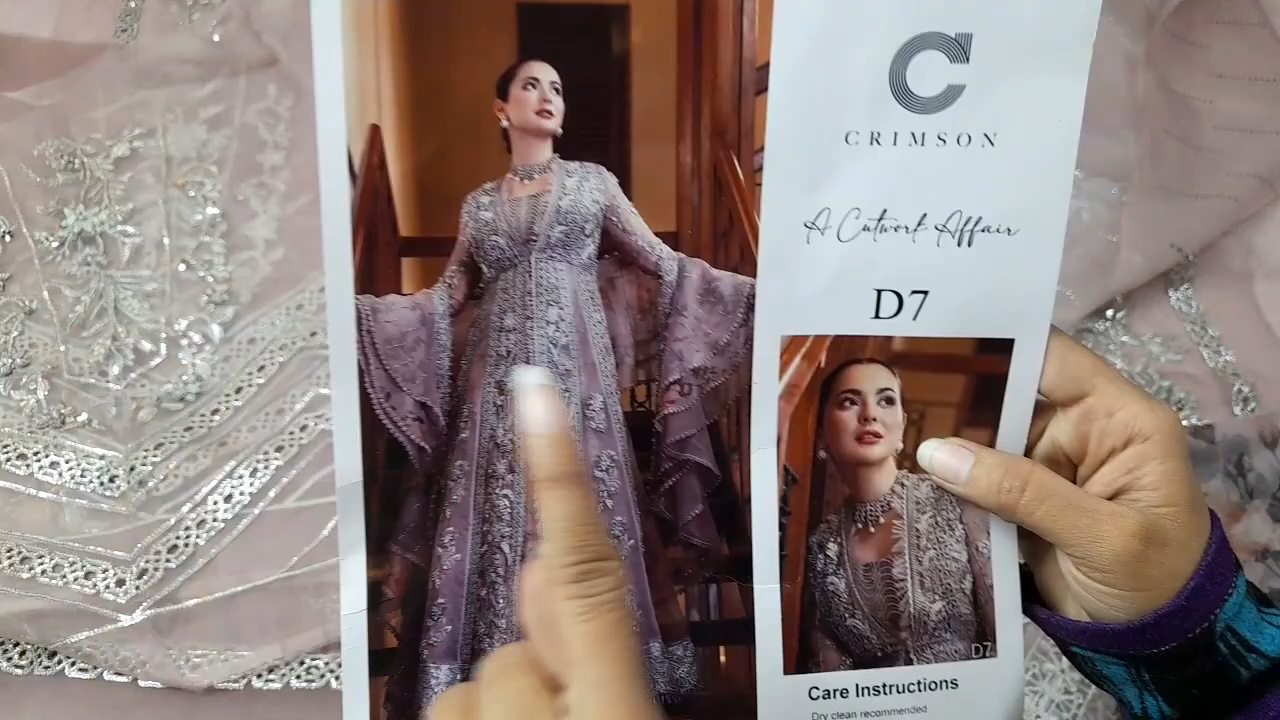 CRIMSON
A Cutwork Affair
D7
D7
Care Instructions
Dry clean recommended